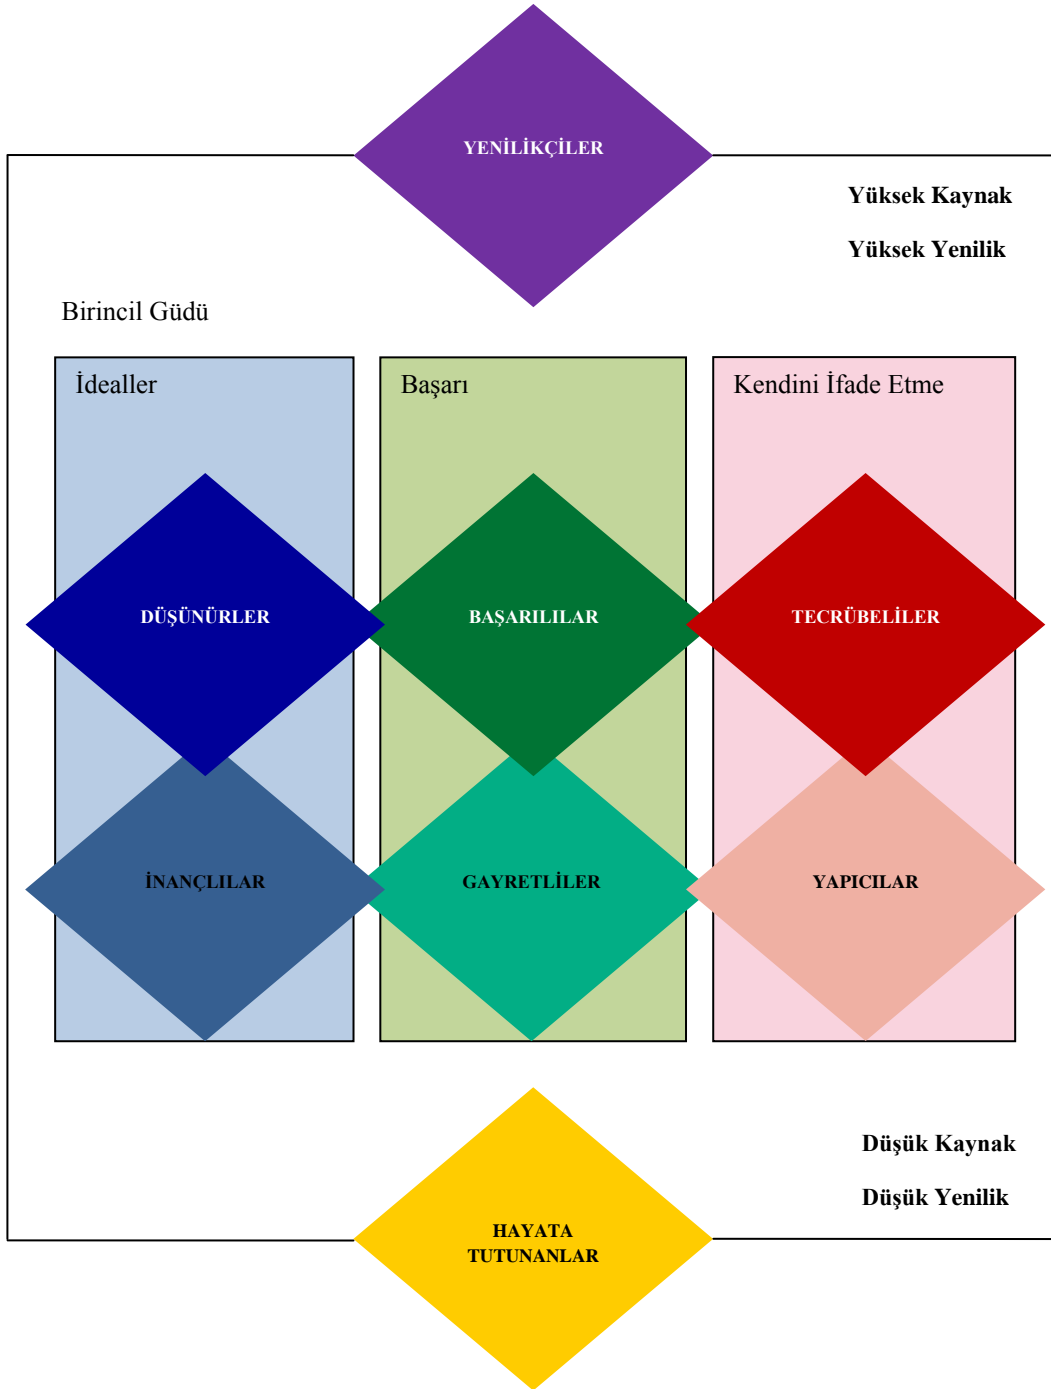 YENİLİKÇİLER
Yüksek Kaynak
Yüksek Yenilik
Birincil Güdü
İdealler
Başarı
Kendini İfade Etme
DÜŞÜNÜRLER
BAŞARILILAR
TECRÜBELİLER
İNANÇLILAR
GAYRETLİLER
YAPICILAR
Düşük Kaynak
Düşük Yenilik
HAYATA
TUTUNANLAR